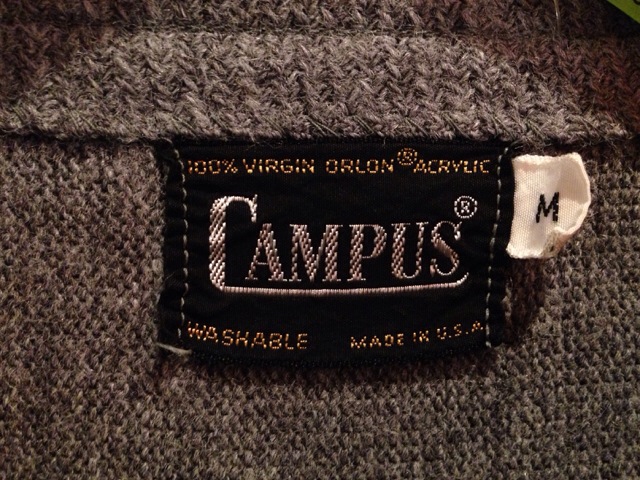 100% VIRGIN ORLON® ACRYLIC
CAMPUS®
M
WASHABLE MADE IN U.S.A.